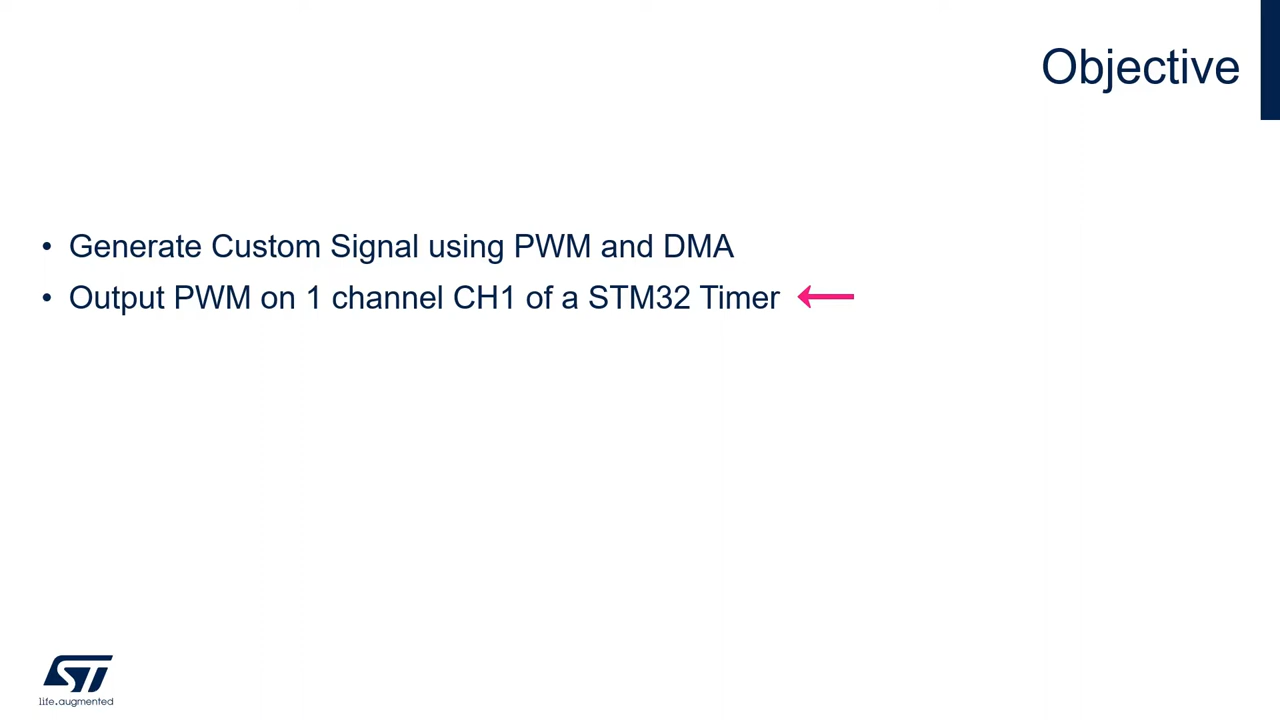 Objective
• Generate Custom Signal using PWM and DMA
• Output PWM on 1 channel CH1 of a STM32 Timer
ST
life.augmented